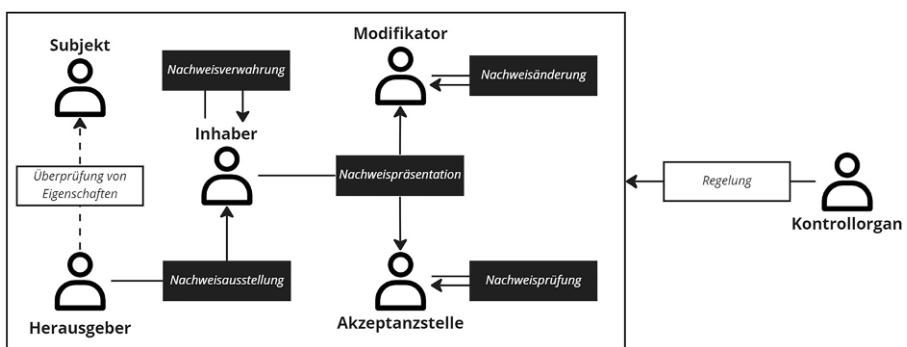 Subjekt
Modifikator
Nachweisverwahrung
Nachweisänderung
Inhaber
Überprüfung von
Eigenschaften
Nachweispräsentation
Regelung
Kontrollorgan
Nachweisausstellung
Nachweisprüfung
Herausgeber
Akzeptanzstelle